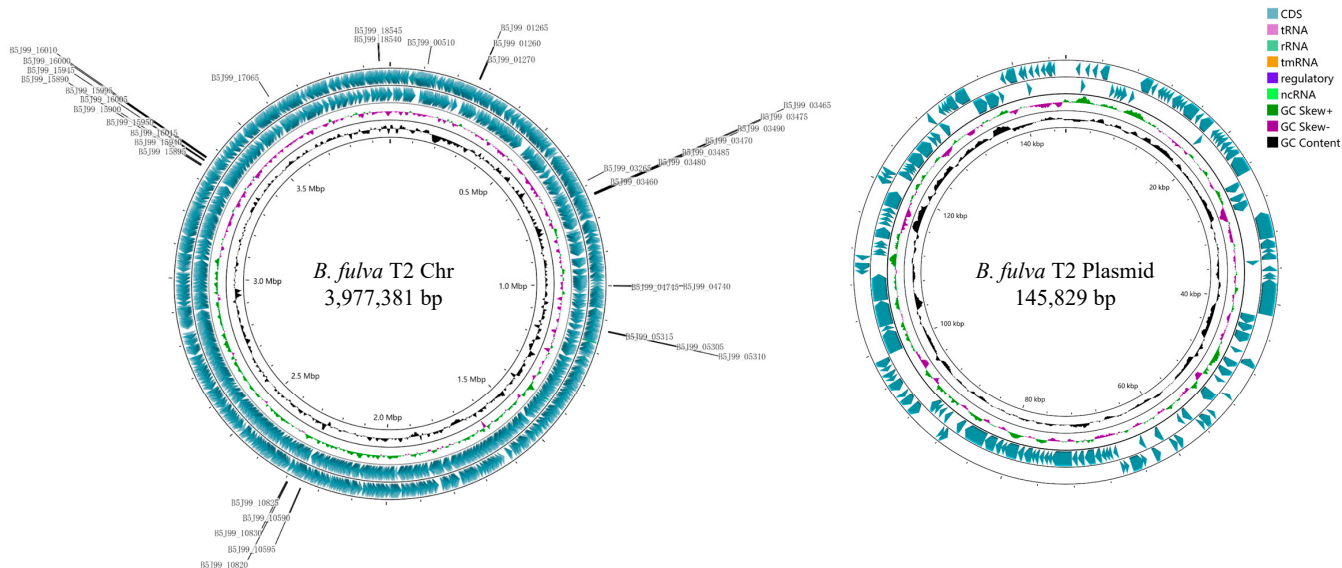 B5J99_18545
B5J99_18540
B5J99_00510
B5J99_01265
B5J99_01260
B5J99_01270
B5J99_16010
B5J99_16000
B5J99_15945
B5J99_15890
B5J99_15995
B5J99_16005
B5J99_15900
B5J99_15950
B5J99_16015
B5J99_15940
B5J99_15895
B5J99_17065
B5J99_03465
B5J99_03475
B5J99_03490
B5J99_03470
B5J99_03485
B5J99_03480
B5J99_03265
B5J99_03460
B5J99_04745
B5J99_04740
B5J99_05315
B5J99_05305
B5J99_05310
B5J99_10825
B5J99_10590
B5J99_10830
B5J99_10595
B5J99_10820
0.5 Mbp
1.0 Mbp
1.5 Mbp
2.0 Mbp
2.5 Mbp
3.0 Mbp
3.5 Mbp
B. fulva T2 Chr
3,977,381 bp
20 kbp
40 kbp
60 kbp
80 kbp
100 kbp
120 kbp
140 kbp
B. fulva T2 Plasmid
145,829 bp
CDS
tRNA
rRNA
tmRNA
regulatory
ncRNA
GC Skew+
GC Skew-
GC Content